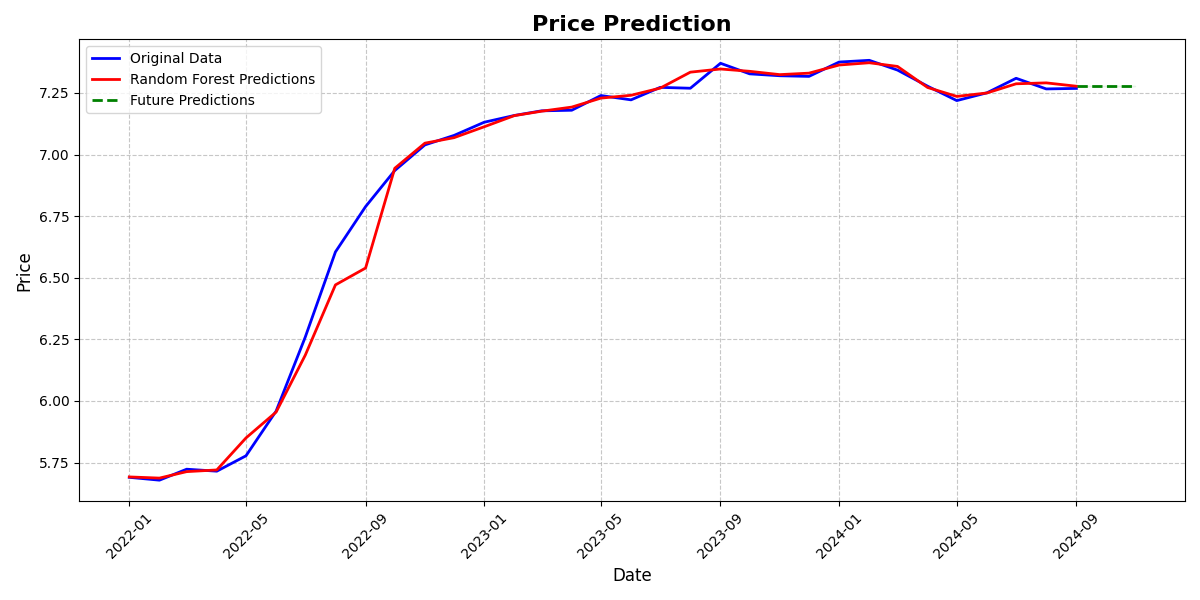 Price Prediction
Original Data
Random Forest Predictions
Future Predictions
Price
7.25
7.00
6.75
6.50
6.25
6.00
5.75
2022-01
2022-05
2022-09
2023-01
2023-05
2023-09
2024-01
2024-05
2024-09
Date